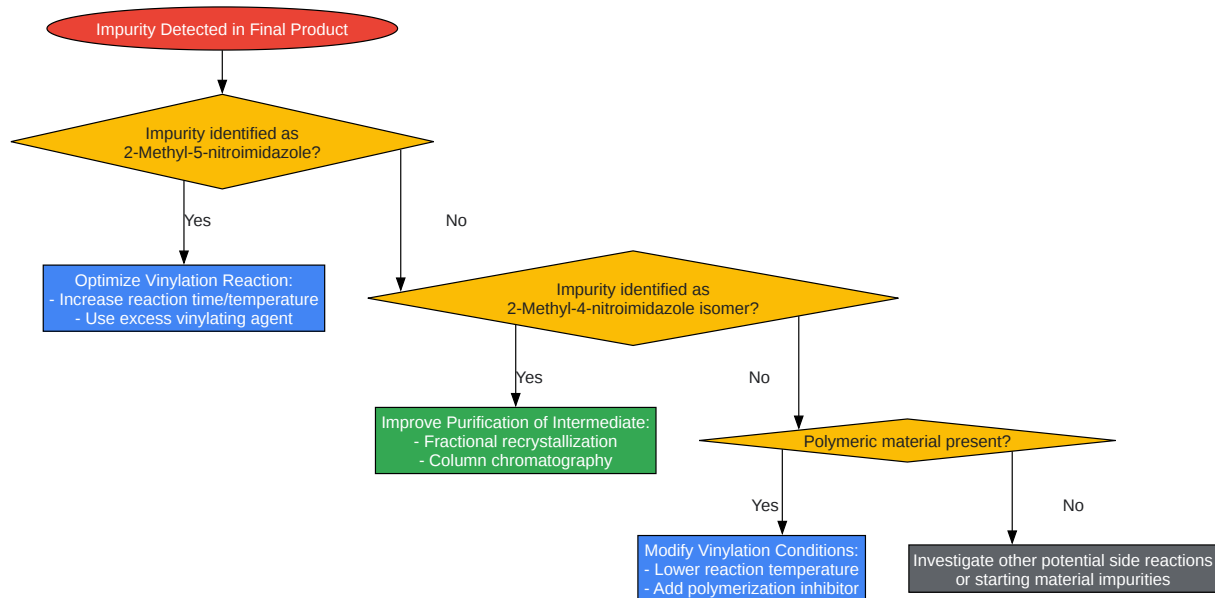 Impurity Detected in Final Product
Impurity identified as
2-Methyl-5-nitroimidazole?
Yes
No
Optimize Vinylation Reaction:
- Increase reaction time/temperature
- Use excess vinylating agent
Impurity identified as
2-Methyl-4-nitroimidazole isomer?
Yes
No
Improve Purification of Intermediate:
- Fractional recrystallization
- Column chromatography
Polymeric material present?
Yes
No
Modify Vinylation Conditions:
- Lower reaction temperature
- Add polymerization inhibitor
Investigate other potential side reactions
or starting material impurities